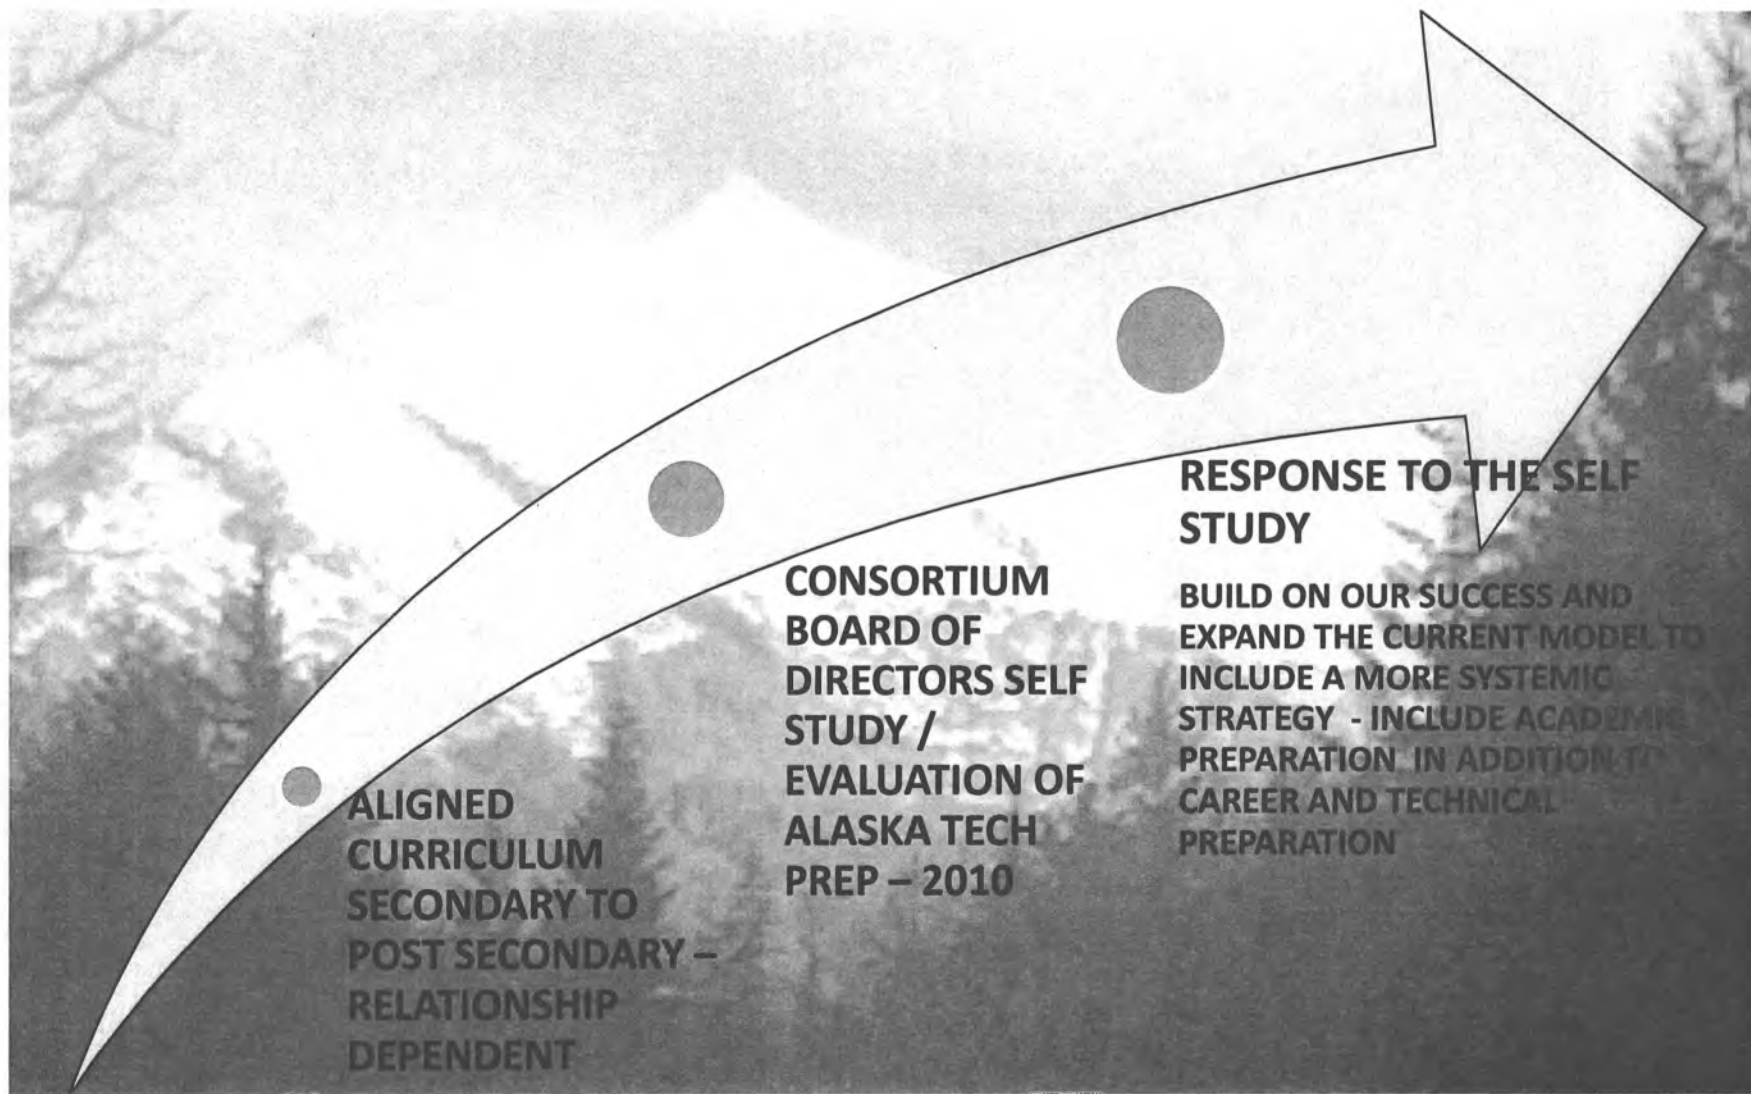 ALIGNED
CURRICULUM
SECONDARY TO
POST SECONDARY –
RELATIONSHIP
DEPENDENT
CONSORTIUM
BOARD OF
DIRECTORS SELF
STUDY /
EVALUATION OF
ALASKA TECH
PREP – 2010
RESPONSE TO THE SELF
STUDY
BUILD ON OUR SUCCESS AND
EXPAND THE CURRENT MODEL TO
INCLUDE A MORE SYSTEMIC
STRATEGY - INCLUDE ACADEMIC
PREPARATION IN ADDITION TO
CAREER AND TECHNICAL
PREPARATION